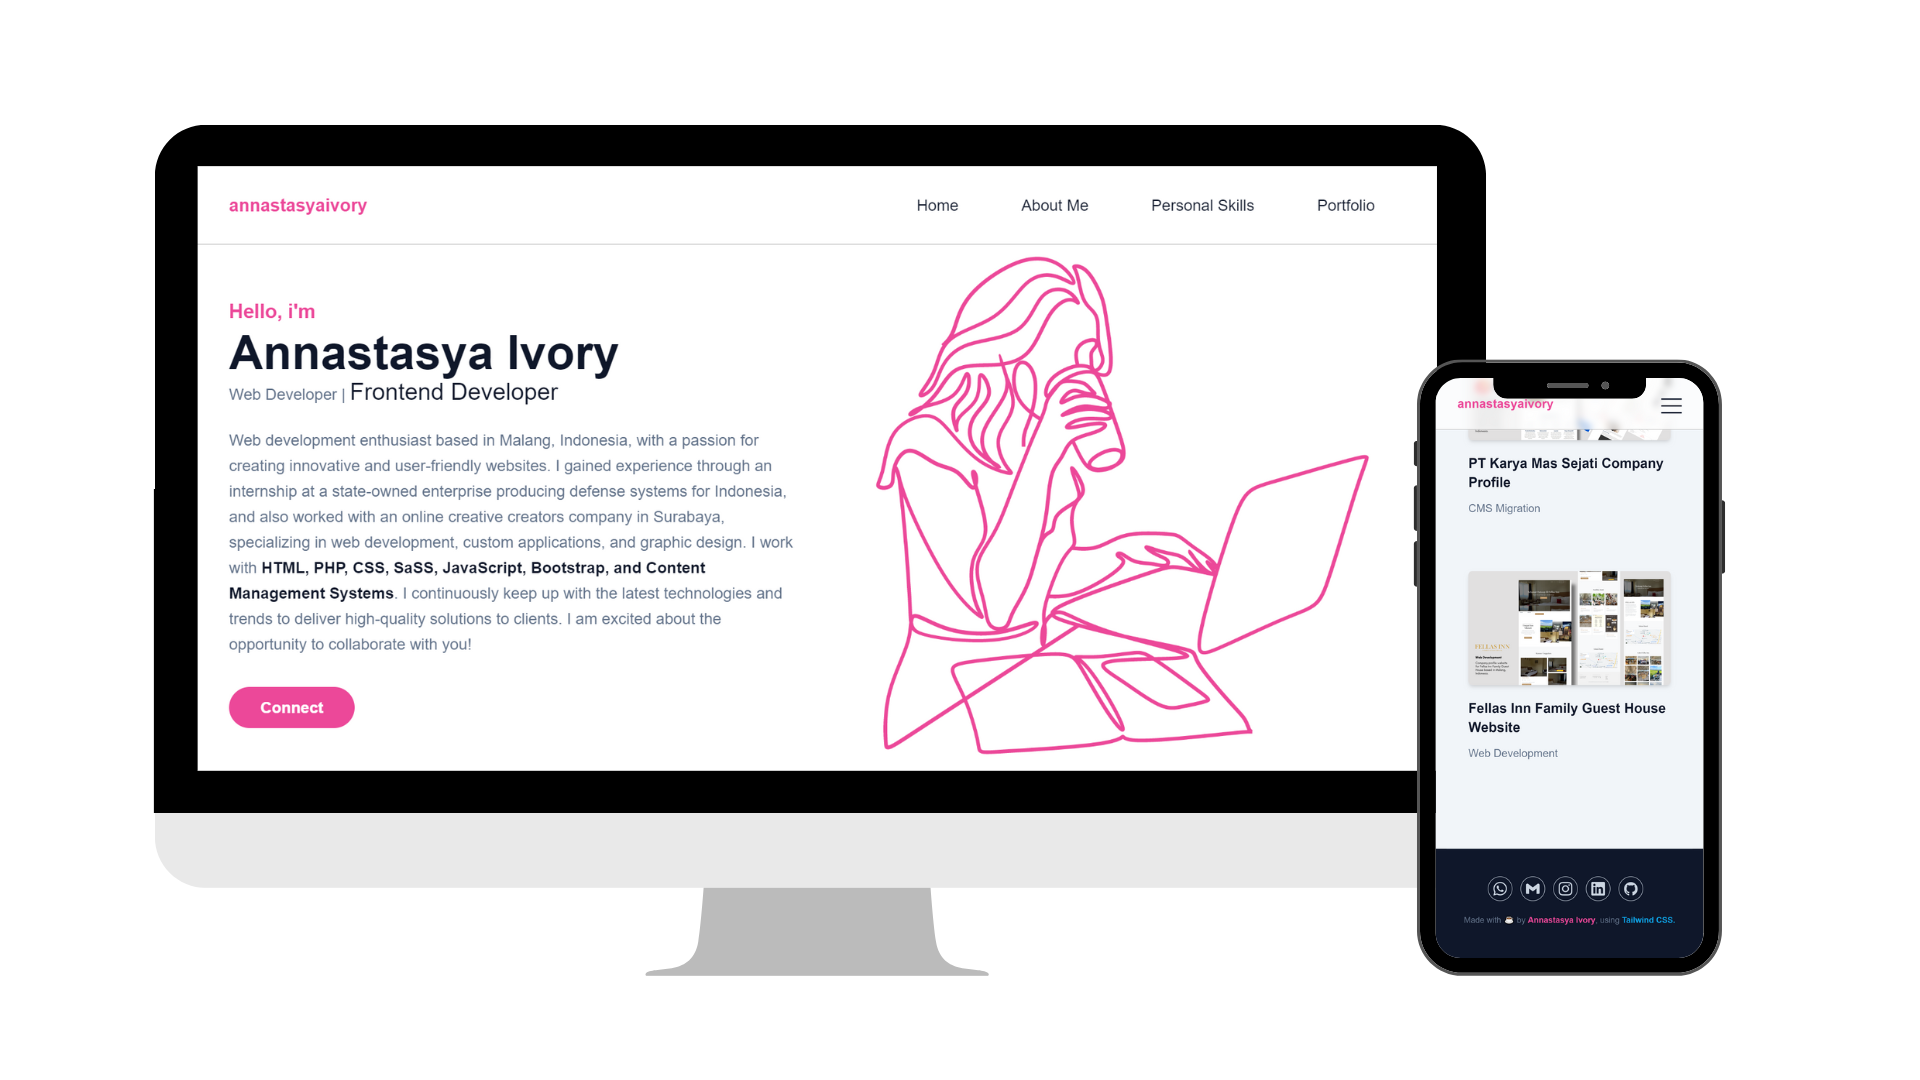 annastasyaivory
Home
About Me
Personal Skills
Portfolio
Hello, i'm
Annastasya Ivory
Web Developer | Frontend Developer
Web development enthusiast based in Malang, Indonesia, with a passion for
creating innovative and user-friendly websites. I gained experience through an
internship at a state-owned enterprise producing defense systems for Indonesia,
and also worked with an online creative creators company in Surabaya,
specializing in web development, custom applications, and graphic design. I work
with HTML, PHP, CSS, SaSS, JavaScript, Bootstrap, and Content
Management Systems. I continuously keep up with the latest technologies and
trends to deliver high-quality solutions to clients. I am excited about the
opportunity to collaborate with you!
Connect
annastasyaivory
PT Karya Mas Sejati Company
Profile
CMS Migration
FELLAS INN
Web Development
Fellas Inn Family Guest House
Website
Web Development
Made with ☕ by Annastasya Ivory, using Tailwind CSS.